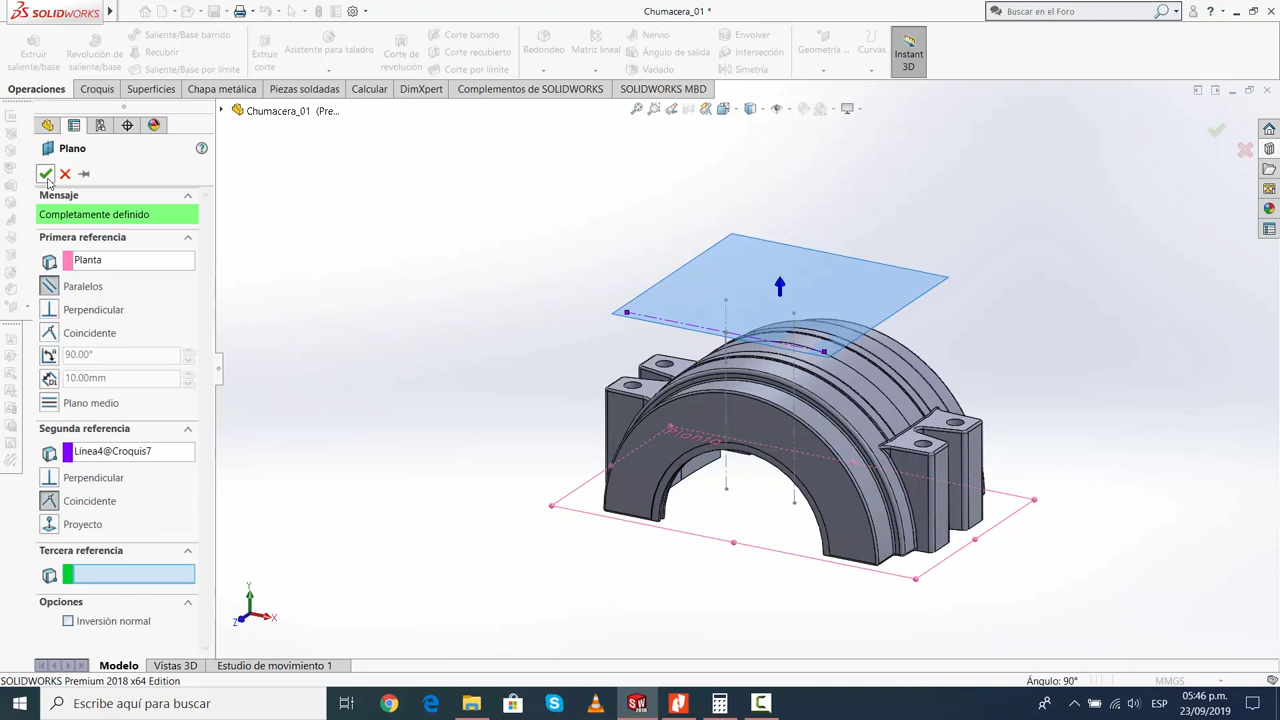 SOLIDWORKS
Chumacera_01 *
Buscar en el Foro
Extruir saliente/base
Revolución de saliente/base
Saliente/Base barrido
Recubrir
Saliente/Base por límite
Extruir corte
Asistente para taladro
Corte de revolución
Corte barrido
Corte recubierto
Corte por límite
Redondeo
Matriz lineal
Nervio
Ángulo de salida
Vaciado
Envolver
Intersección
Simetría
Geometría ...
Curvas
Instant 3D
Operaciones
Croquis
Superficies
Chapa metálica
Piezas soldadas
Calcular
DimXpert
Complementos de SOLIDWORKS
SOLIDWORKS MBD
Chumacera_01 (Pre...
Plano
Mensaje
Completamente definido
Primera referencia
Planta
Paralelos
Perpendicular
Coincidente
90.00°
10.00mm
Plano medio
Segunda referencia
Línea4@Croquis7
Perpendicular
Coincidente
Proyecto
Tercera referencia
Opciones
Inversión normal
Planta
Y
X
Z
Modelo
Vistas 3D
Estudio de movimiento 1
SOLIDWORKS Premium 2018 x64 Edition
Ángulo: 90°
MMGS
Escribe aquí para buscar
ESP
05:46 p.m.
23/09/2019